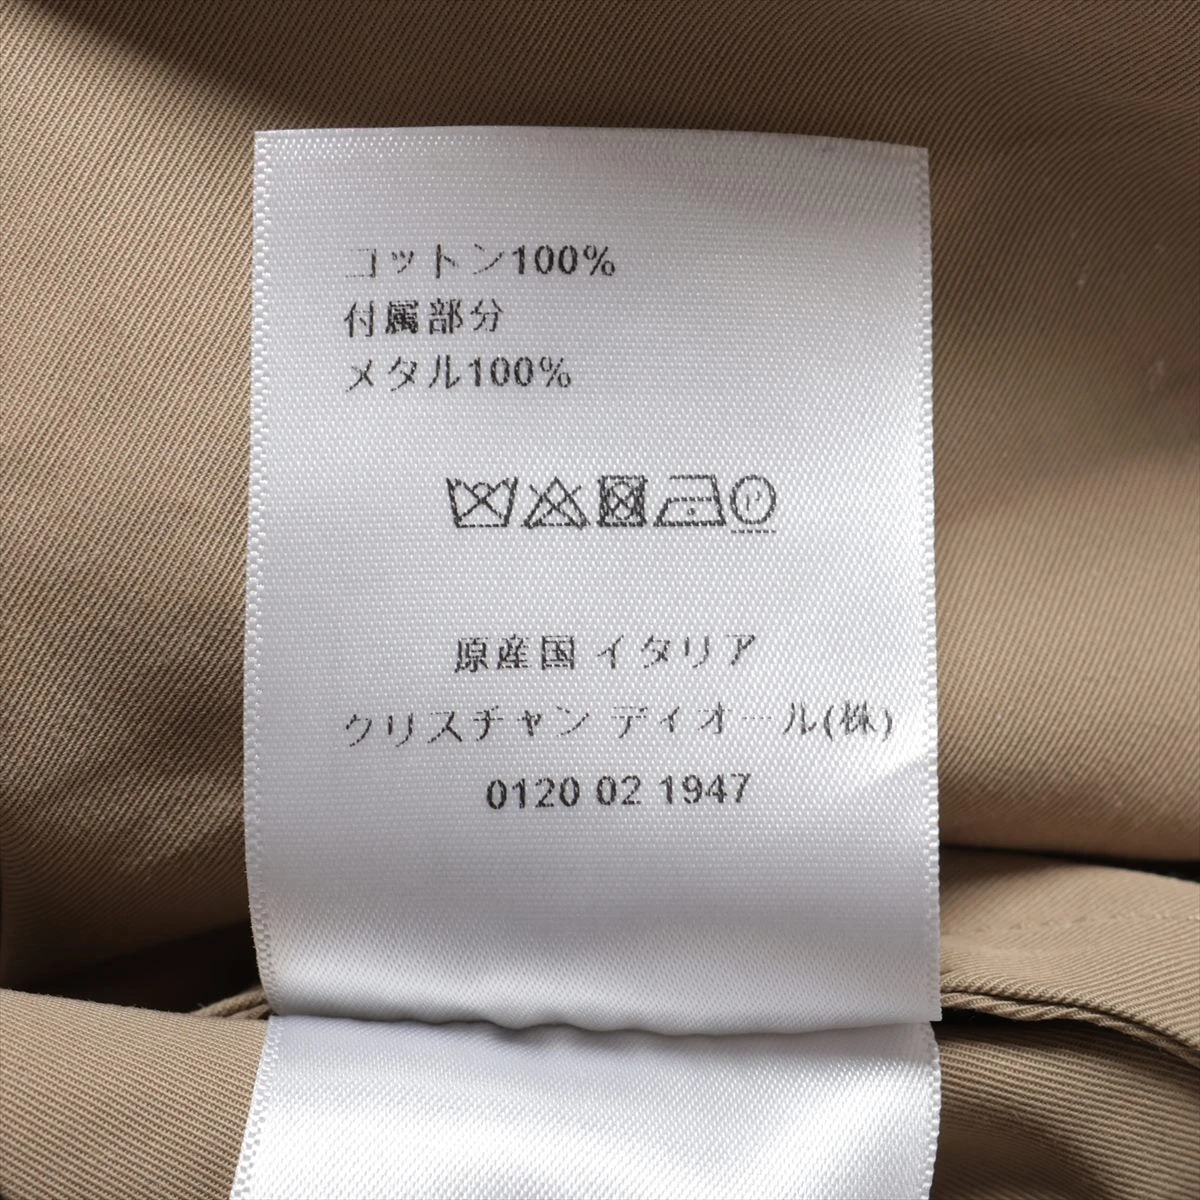 コットン100%
付属部分
メタル100%
P
原産国 イタリア
クリスチャン ディオール(株)
0120 02 1947